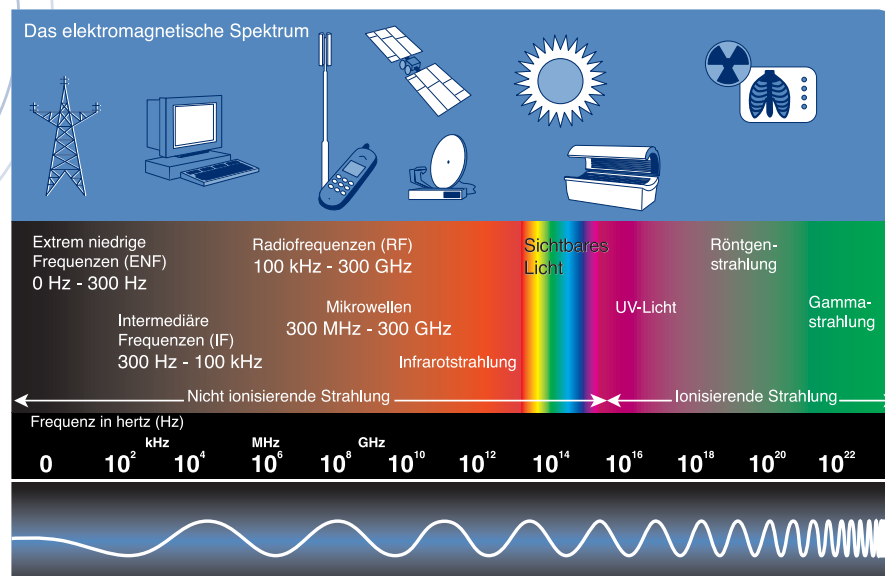 Das elektromagnetische Spektrum
Extrem niedrige
Frequenzen (ENF)
0 Hz - 300 Hz
Intermediäre
Frequenzen (IF)
300 Hz - 100 kHz
Radiofrequenzen (RF)
100 kHz - 300 GHz
Mikrowellen
300 MHz - 300 GHz
Infrarotstrahlung
Sichtbares
Licht
UV-Licht
Röntgen-
strahlung
Gamma-
strahlung
Nicht ionisierende Strahlung
Ionisierende Strahlung
Frequenz in hertz (Hz)
kHz MHz GHz
0 10² 10⁴ 10⁶ 10⁸ 10¹⁰ 10¹² 10¹⁴ 10¹⁶ 10¹⁸ 10²⁰ 10²²